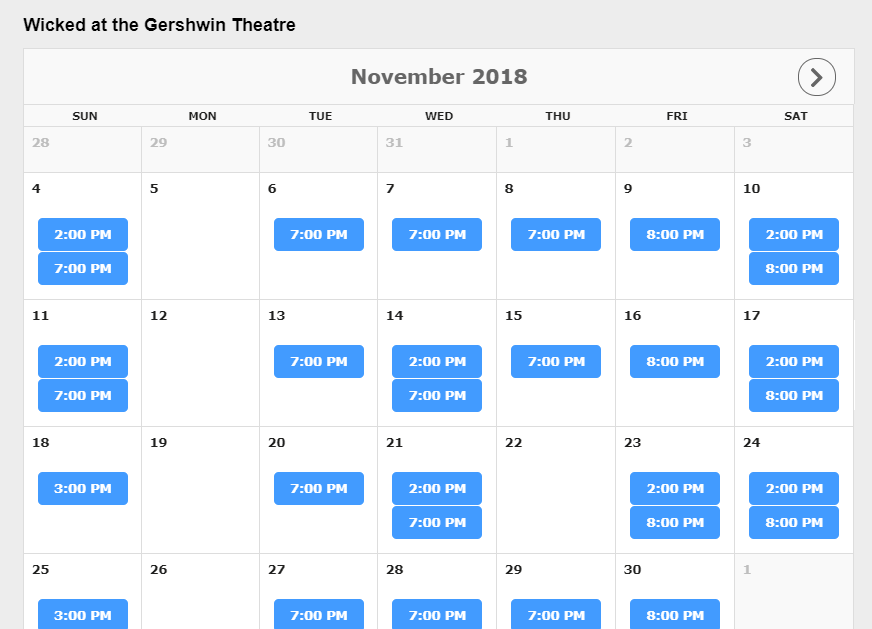 Wicked at the Gershwin Theatre
November 2018
SUN MON TUE WED THU FRI SAT
28 29 30 31 1 2 3
4 5 6 7 8 9 10
2:00 PM 7:00 PM 7:00 PM 7:00 PM 8:00 PM 2:00 PM
7:00 PM 8:00 PM
11 12 13 14 15 16 17
2:00 PM 7:00 PM 2:00 PM 7:00 PM 8:00 PM 2:00 PM
7:00 PM 7:00 PM 8:00 PM
18 19 20 21 22 23 24
3:00 PM 7:00 PM 2:00 PM 2:00 PM 2:00 PM
7:00 PM 8:00 PM 8:00 PM
25 26 27 28 29 30 1
3:00 PM 7:00 PM 7:00 PM 7:00 PM 8:00 PM